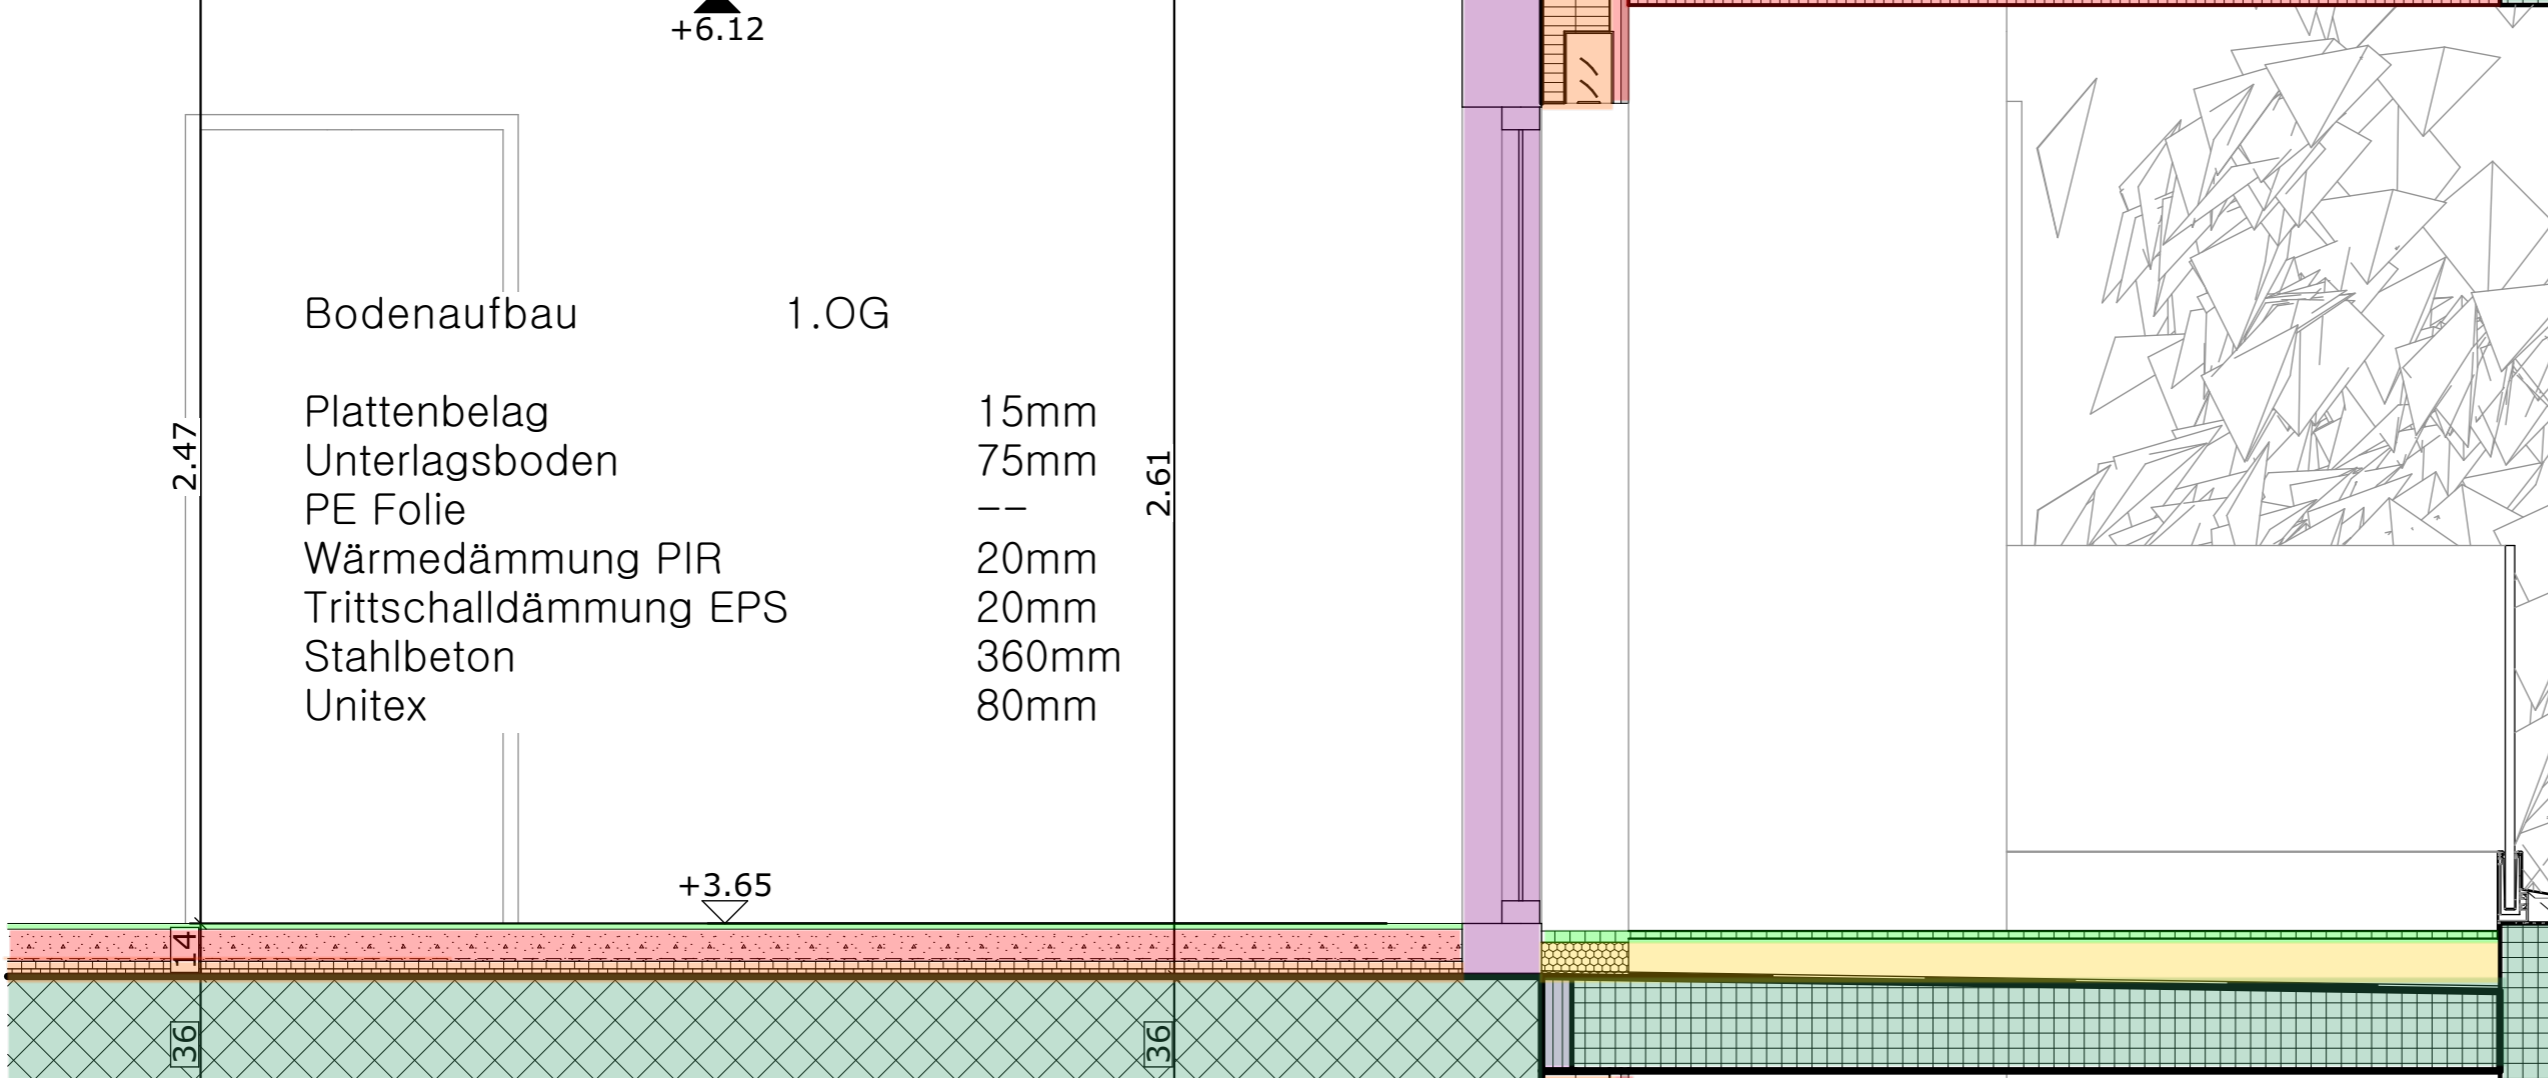 +6.12
Bodenaufbau 1.OG
Plattenbelag 15mm
Unterlagsboden 75mm
PE Folie --
Wärmedämmung PIR 20mm
Trittschalldämmung EPS 20mm
Stahlbeton 360mm
Unitex 80mm
2.47
2.61
+3.65
14
36
36